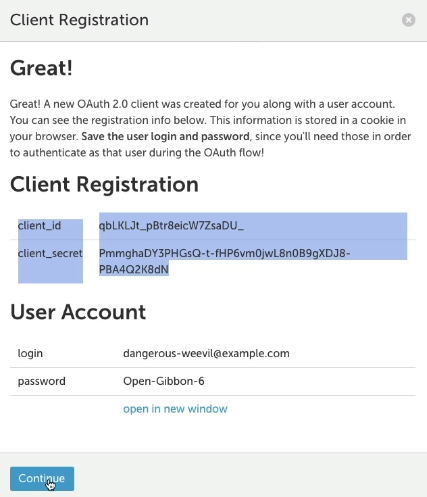 Client Registration
Great!
Great! A new OAuth 2.0 client was created for you along with a user account.
You can see the registration info below. This information is stored in a cookie in
your browser. Save the user login and password, since you'll need those in order
to authenticate as that user during the OAuth flow!
Client Registration
client_id qbLKLJt_pBtr8eicW7ZsaDU_
client_secret PmmghaDY3PHGsQ-t-fHP6vm0jwL8n0B9gXDJ8-
PBA4Q2K8dN
User Account
login dangerous-weevil@example.com
password Open-Gibbon-6
open in new window
Continue